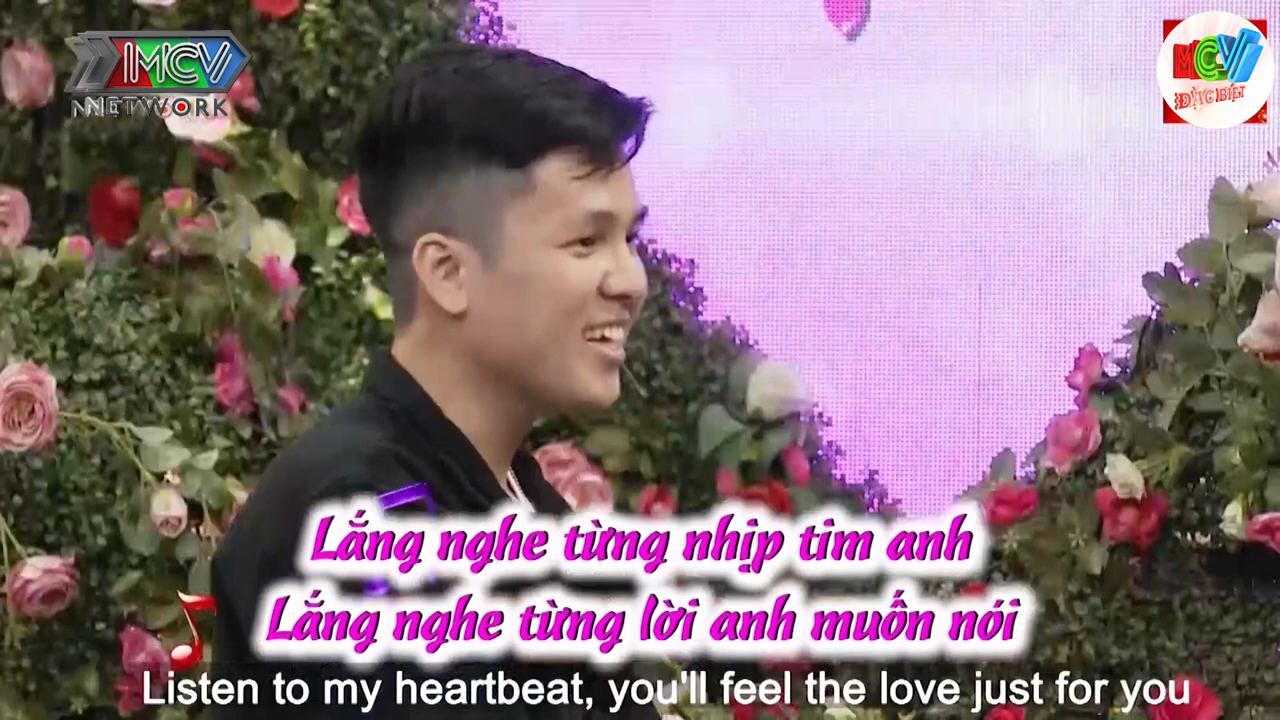 MCV
NETWORK
MCV
ĐẶC BIỆT
Lắng nghe từng nhịp tim anh
Lắng nghe từng lời anh muốn nói
Listen to my heartbeat, you'll feel the love just for you